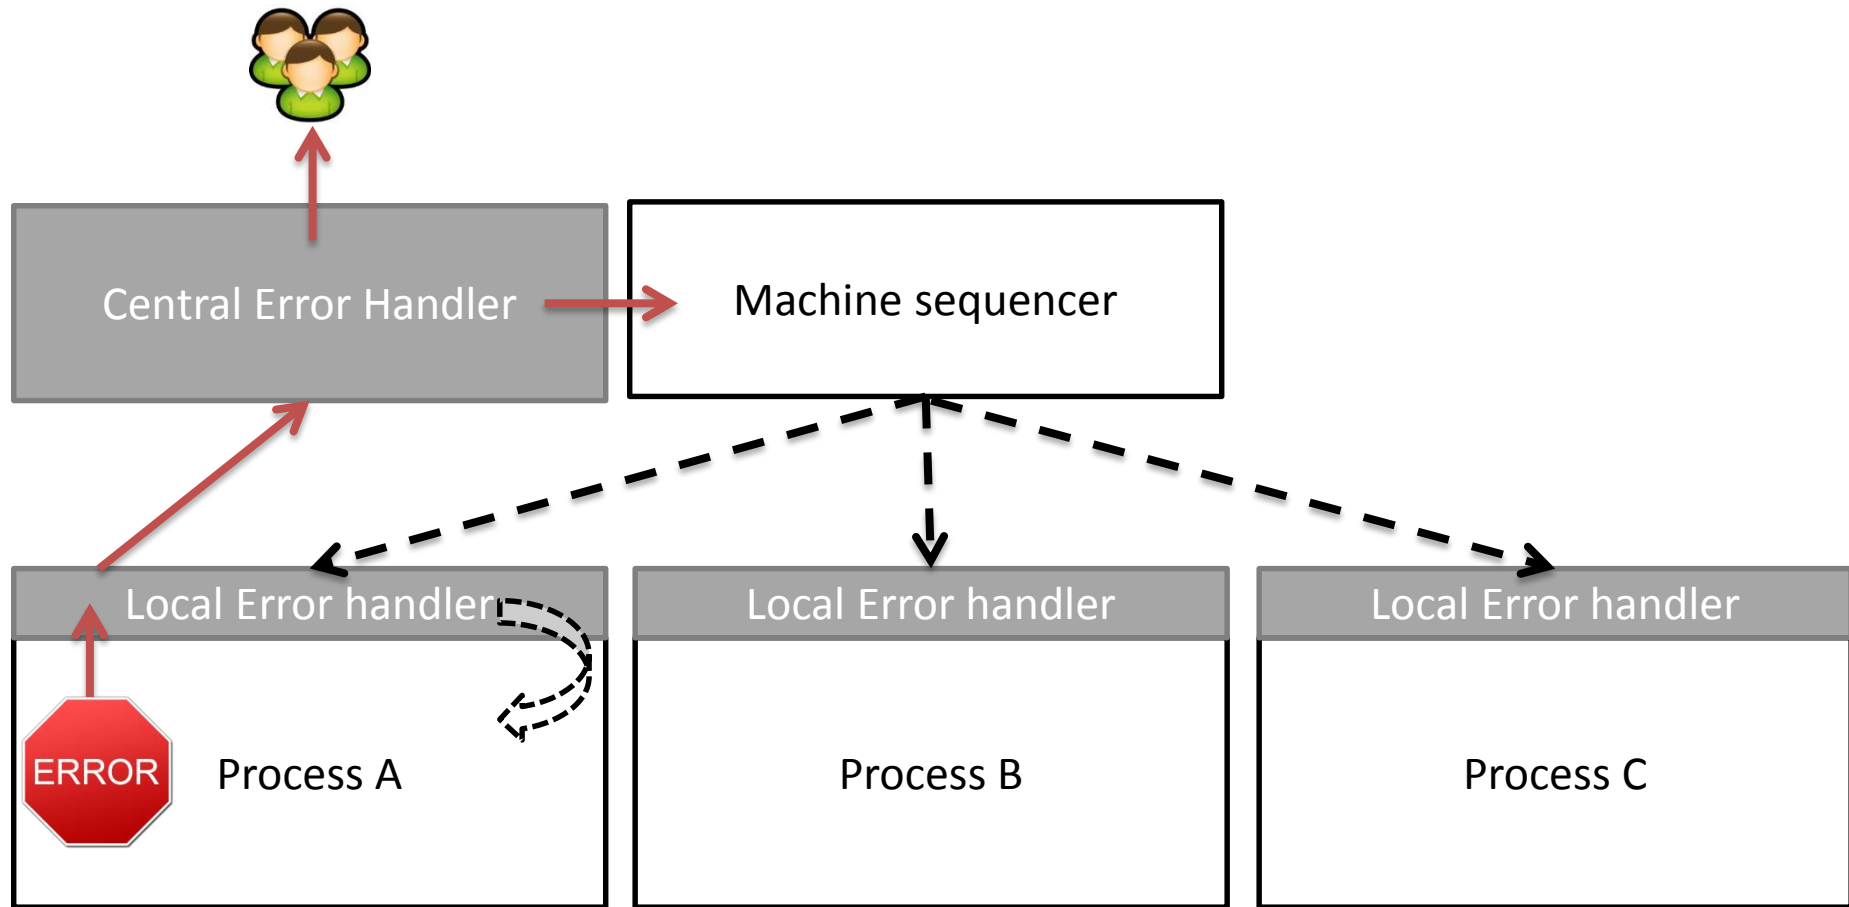 Central Error Handler
Machine sequencer
Local Error handler
Local Error handler
Local Error handler
ERROR
Process A
Process B
Process C